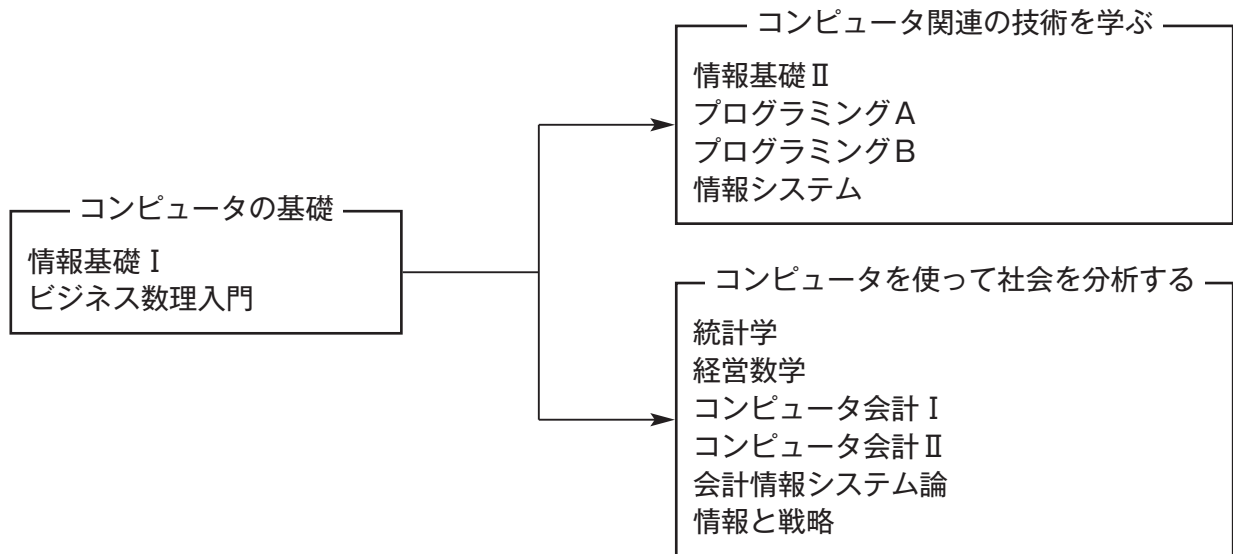 コンピュータの基礎
情報基礎Ⅰ
ビジネス数理入門
コンピュータ関連の技術を学ぶ
情報基礎Ⅱ
プログラミングA
プログラミングB
情報システム
コンピュータを使って社会を分析する
統計学
経営数学
コンピュータ会計Ⅰ
コンピュータ会計Ⅱ
会計情報システム論
情報と戦略